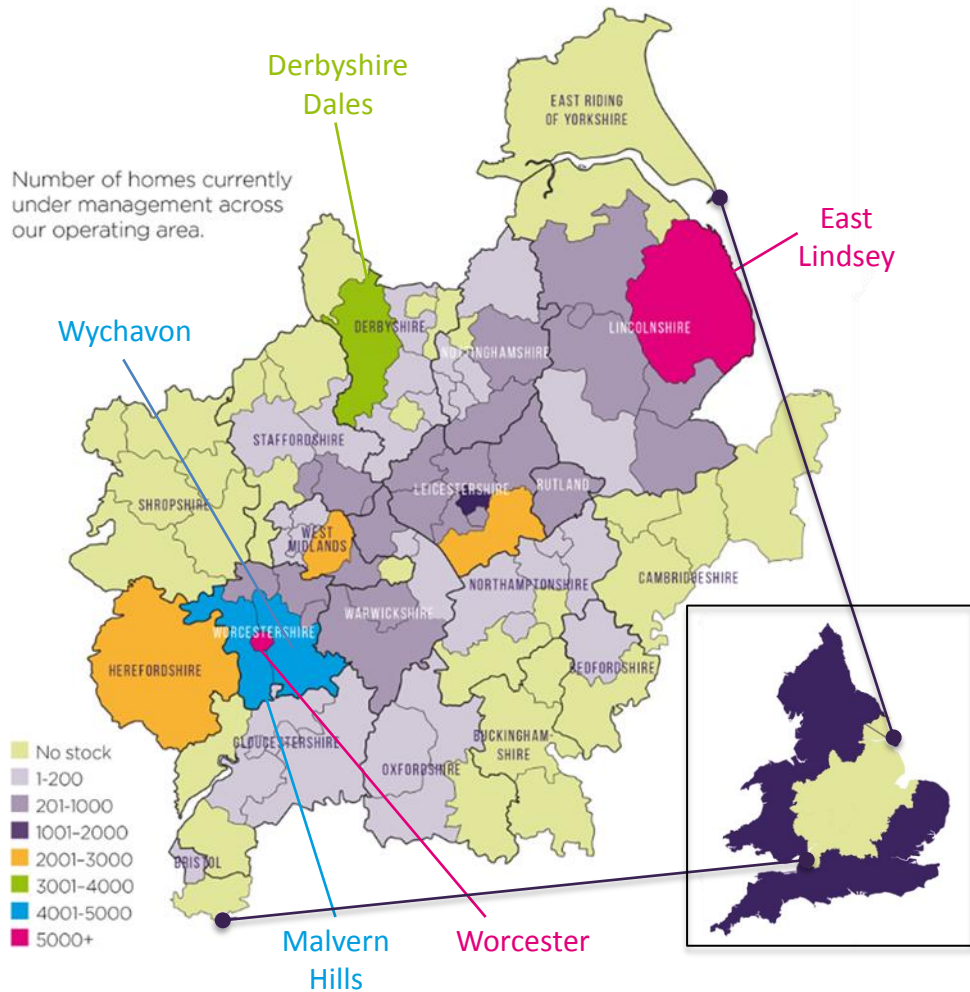 Derbyshire
Dales
EAST RIDING
OF YORKSHIRE
Number of homes currently
under management across
our operating area.
East
Lindsey
Wychavon
DERBYSHIRE
LINCOLNSHIRE
NOTTINGHAMSHIRE
STAFFORDSHIRE
LEICESTERSHIRE
RUTLAND
SHROPSHIRE
WEST
MIDLANDS
NORTHAMPTONSHIRE
CAMBRIDGESHIRE
WARWICKSHIRE
WORCESTERSHIRE
HEREFORDSHIRE
BEDFORDSHIRE
GLOUCESTERSHIRE
BUCKINGHAM-
SHIRE
OXFORDSHIRE
BRISTOL
No stock
1-200
201-1000
1001-2000
2001-3000
3001-4000
4001-5000
5000+
Malvern
Hills
Worcester